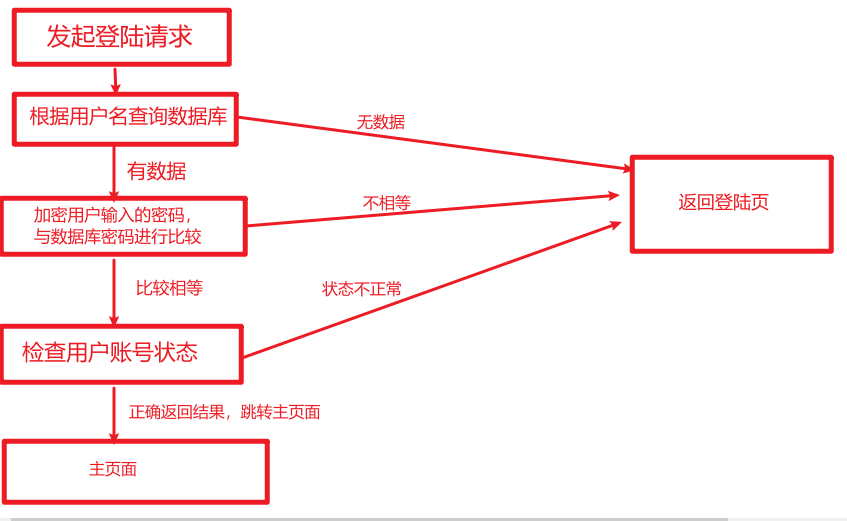 发起登陆请求
根据用户名查询数据库
无数据
有数据
返回登陆页
加密用户输入的密码，
与数据库密码进行比较
不相等
比较相等
状态不正常
检查用户账号状态
正确返回结果，跳转主页面
主页面